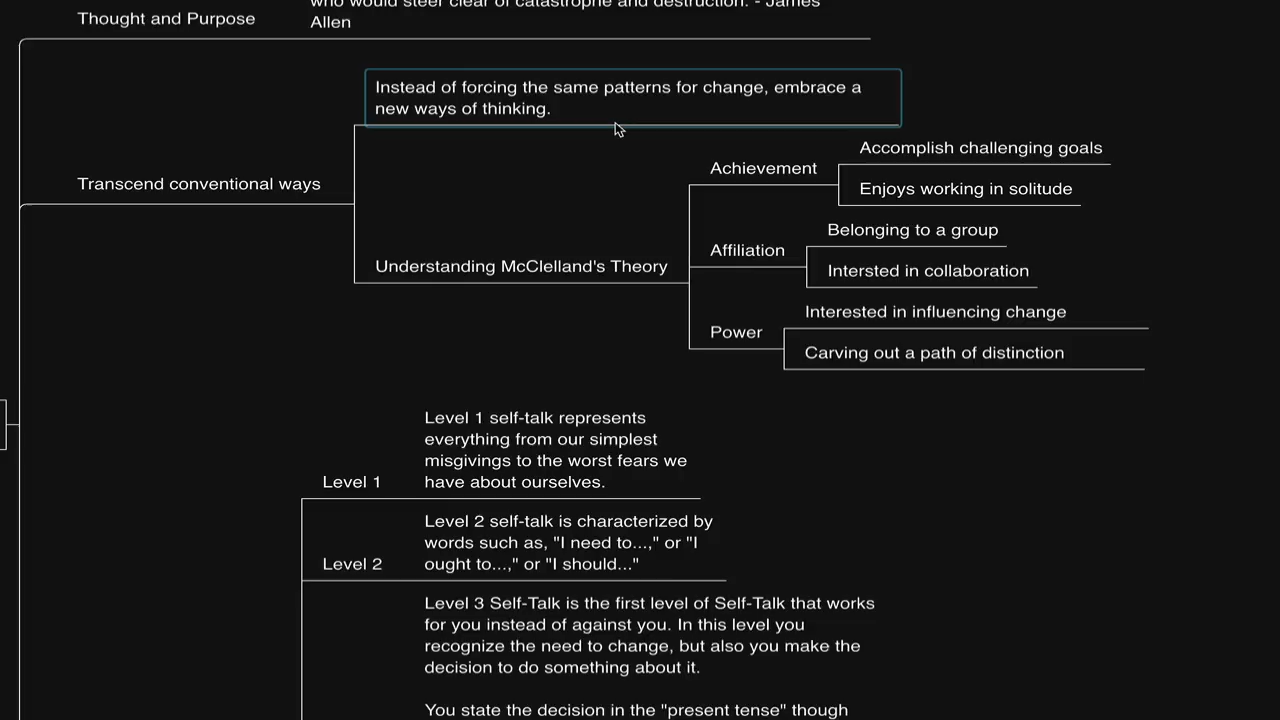 who would steer clear of catastrophe and destruction. - James
Thought and Purpose
Allen
Instead of forcing the same patterns for change, embrace a
new ways of thinking.
Transcend conventional ways
Understanding McClelland's Theory
Achievement
Accomplish challenging goals
Enjoys working in solitude
Affiliation
Belonging to a group
Intersted in collaboration
Power
Interested in influencing change
Carving out a path of distinction
Level 1
Level 1 self-talk represents
everything from our simplest
misgivings to the worst fears we
have about ourselves.
Level 2
Level 2 self-talk is characterized by
words such as, "I need to...," or "I
ought to...," or "I should..."
Level 3 Self-Talk is the first level of Self-Talk that works
for you instead of against you. In this level you
recognize the need to change, but also you make the
decision to do something about it.
You state the decision in the "present tense" though